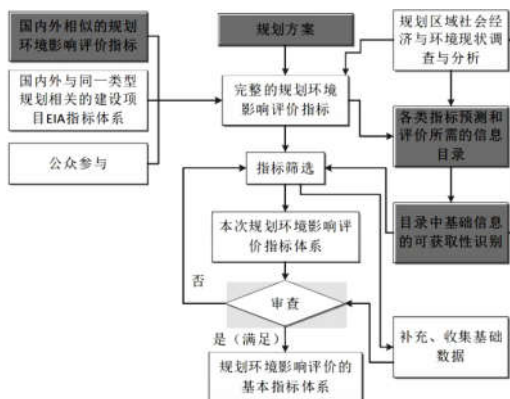 国内外相似的规划
环境影响评价指标
国内外与同一类型
规划相关的建设项
目EIA指标体系
公众参与
规划方案
完整的规划环境
影响评价指标
指标筛选
本次规划环境影响评
价指标体系
否
审查
是（满足）
规划环境影响评价的
基本指标体系
规划区域社会经
济与环境现状调
查与分析
各类指标预测和
评价所需的信息
目录
目录中基础信息
的可获取性识别
补充、收集基础
数据